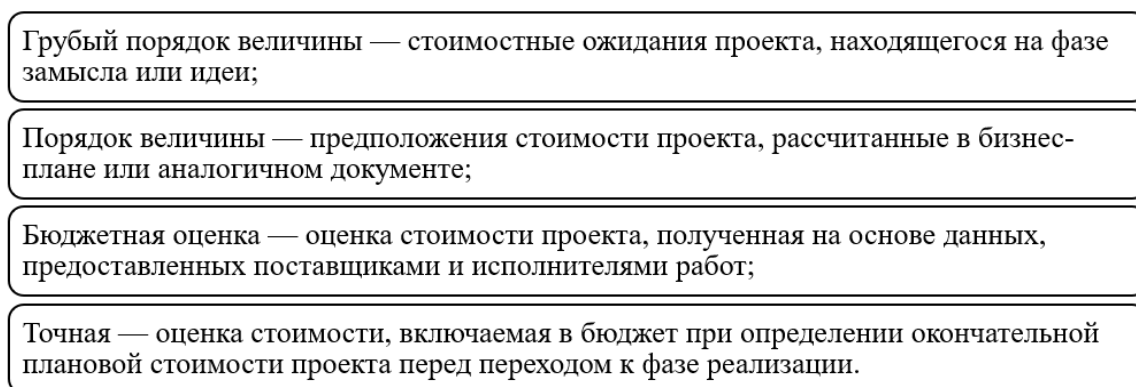 Грубый порядок величины — стоимостные ожидания проекта, находящегося на фазе
замысла или идеи;
Порядок величины — предположения стоимости проекта, рассчитанные в бизнес-
плане или аналогичном документе;
Бюджетная оценка — оценка стоимости проекта, полученная на основе данных,
предоставленных поставщиками и исполнителями работ;
Точная — оценка стоимости, включаемая в бюджет при определении окончательной
плановой стоимости проекта перед переходом к фазе реализации.